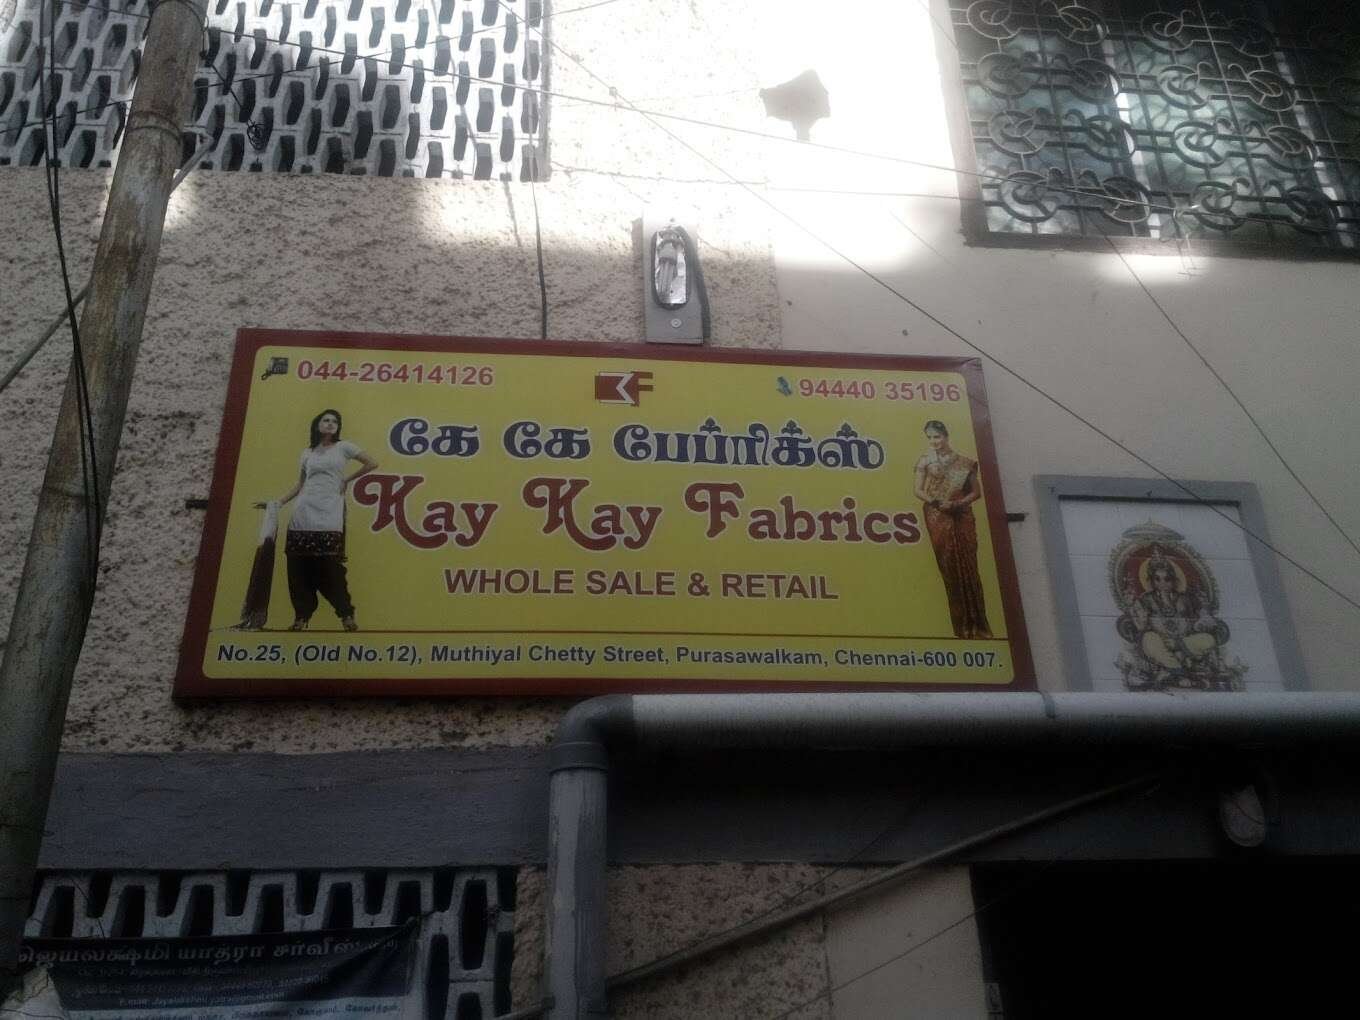 044-26414126
KF
94440 35196
கே கே பேப்ரிக்ஸ்
Kay Kay Fabrics
WHOLE SALE & RETAIL
No.25, (Old No.12), Muthiyal Chetty Street, Purasawalkam, Chennai-600 007.
ஜெயலக்ஷ்மி யாத்ரா சர்வீஸ்